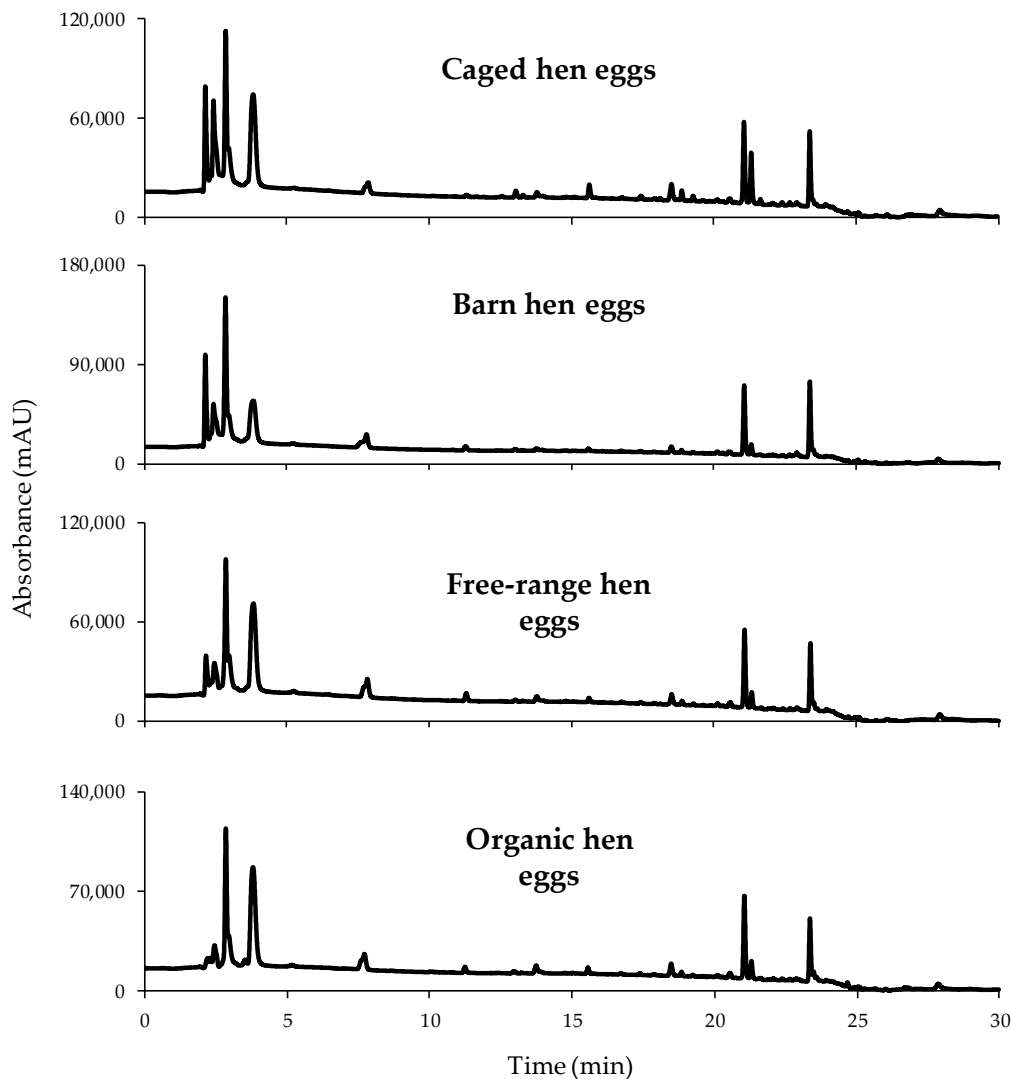 120,000
Caged hen eggs
60,000
0
180,000
Barn hen eggs
90,000
0
Absorbance (mAU)
120,000
Free-range hen
eggs
60,000
0
140,000
Organic hen
eggs
70,000
0
0 5 10 15 20 25 30
Time (min)